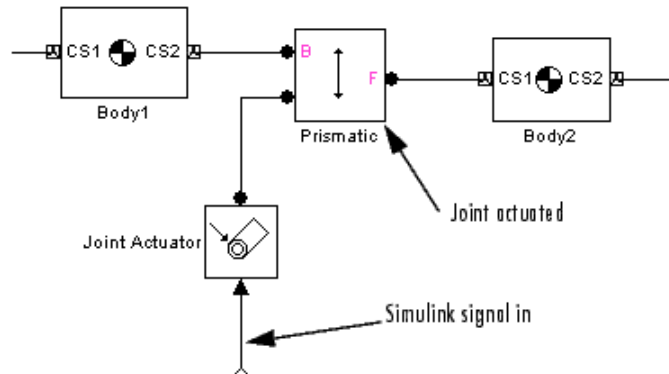 CS1 CS2
Body1
B
F
Prismatic
CS1 CS2
Body2
Joint actuated
Joint Actuator
Simulink signal in